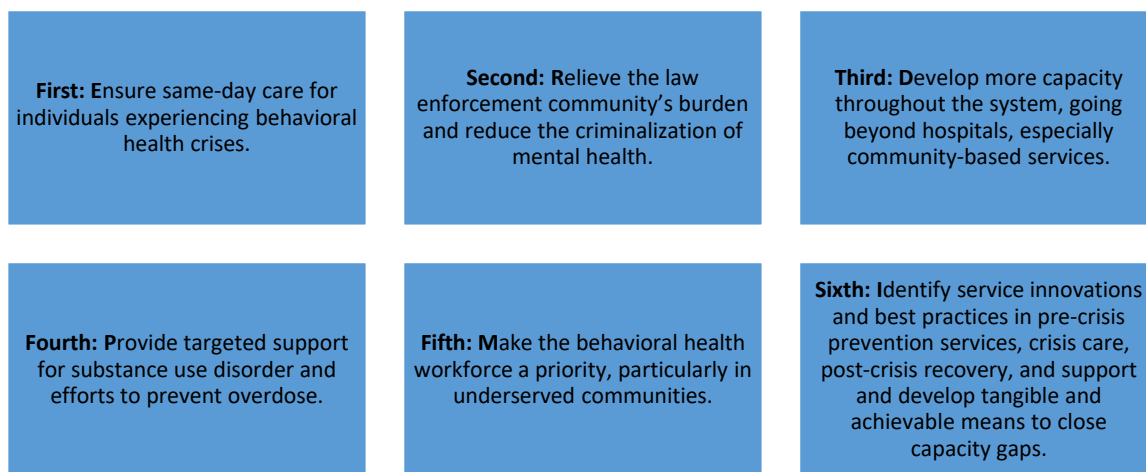 First: Ensure same-day care for
individuals experiencing behavioral
health crises.
Second: Relieve the law
enforcement community’s burden
and reduce the criminalization of
mental health.
Third: Develop more capacity
throughout the system, going
beyond hospitals, especially
community-based services.
Fourth: Provide targeted support
for substance use disorder and
efforts to prevent overdose.
Fifth: Make the behavioral health
workforce a priority, particularly in
underserved communities.
Sixth: Identify service innovations
and best practices in pre-crisis
prevention services, crisis care,
post-crisis recovery, and support
and develop tangible and
achievable means to close
capacity gaps.